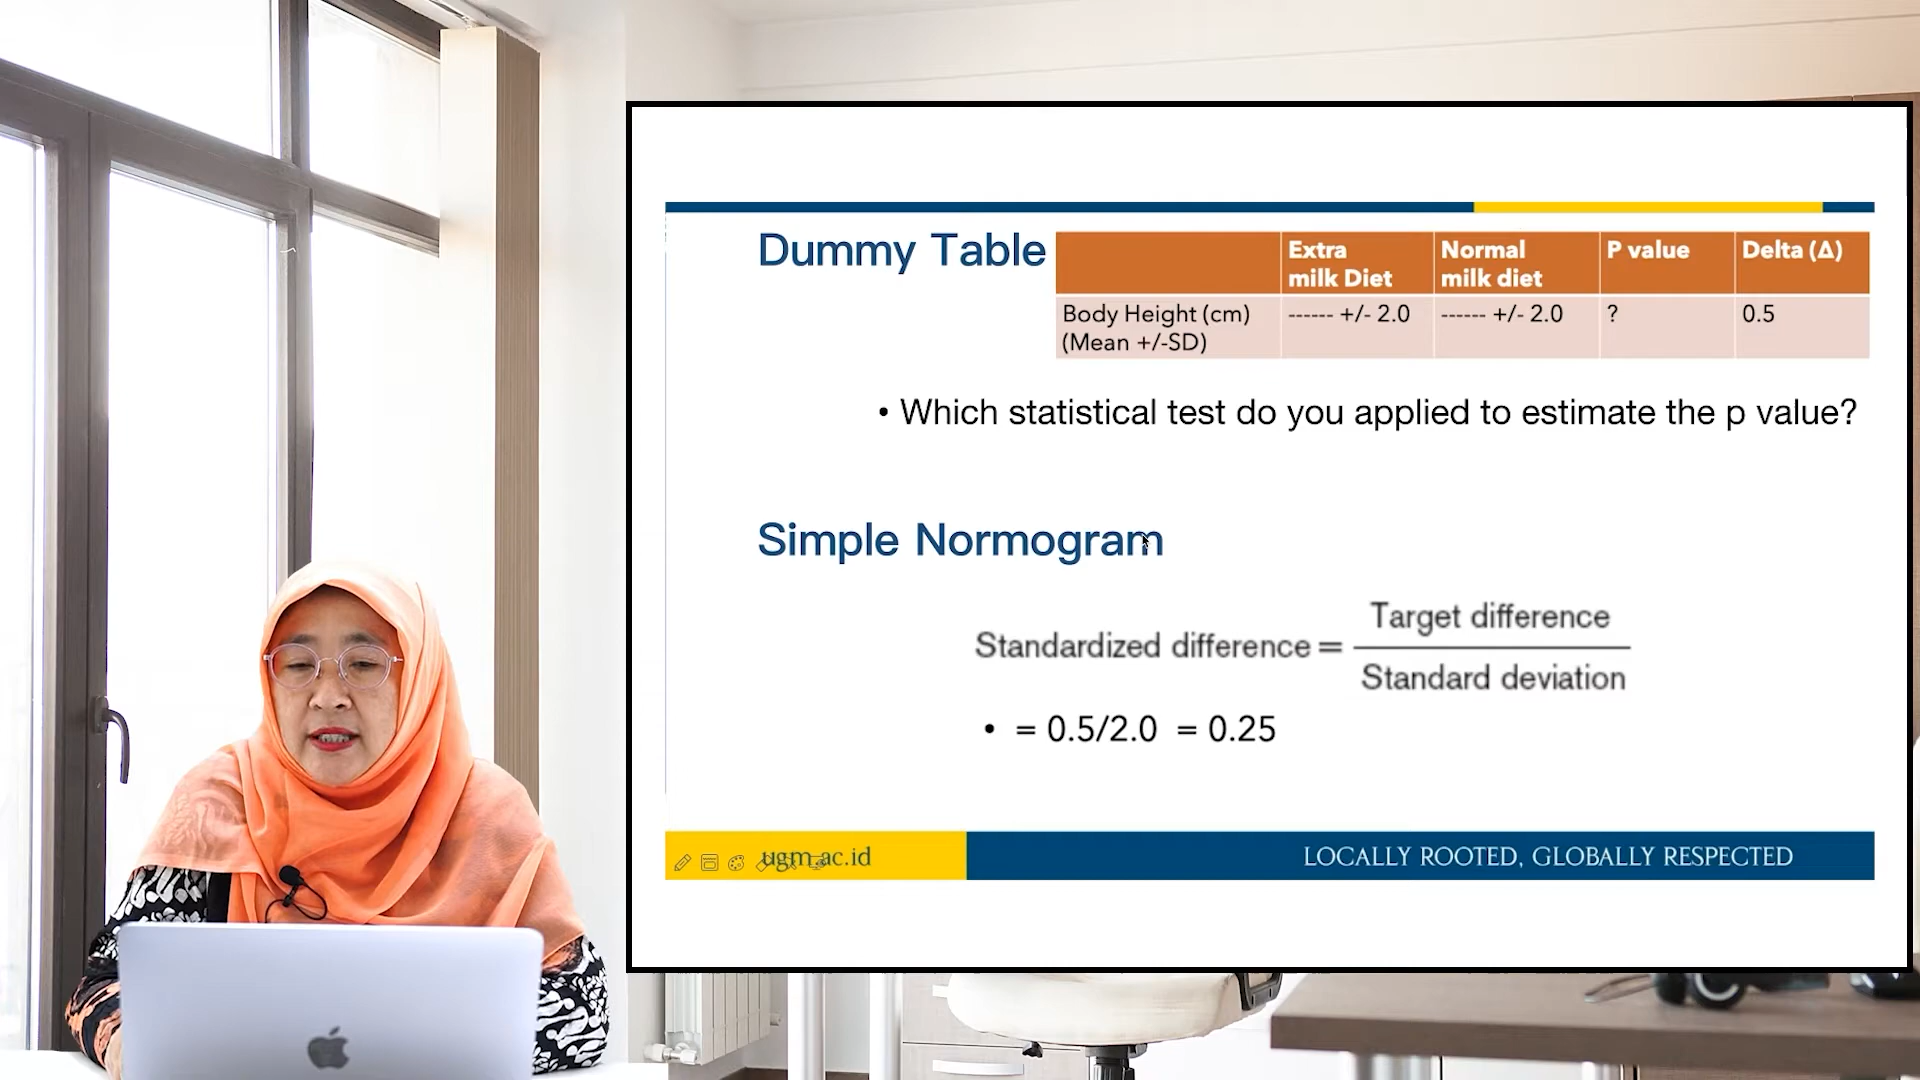 Dummy Table
Extra milk Diet
Normal milk diet
P value
Delta (Δ)
Body Height (cm) (Mean +/-SD)
------ +/- 2.0
------ +/- 2.0
?
0.5
• Which statistical test do you applied to estimate the p value?
Simple Normogram
Standardized difference = Target difference / Standard deviation
• = 0.5/2.0 = 0.25
ugm.ac.id
LOCALLY ROOTED, GLOBALLY RESPECTED